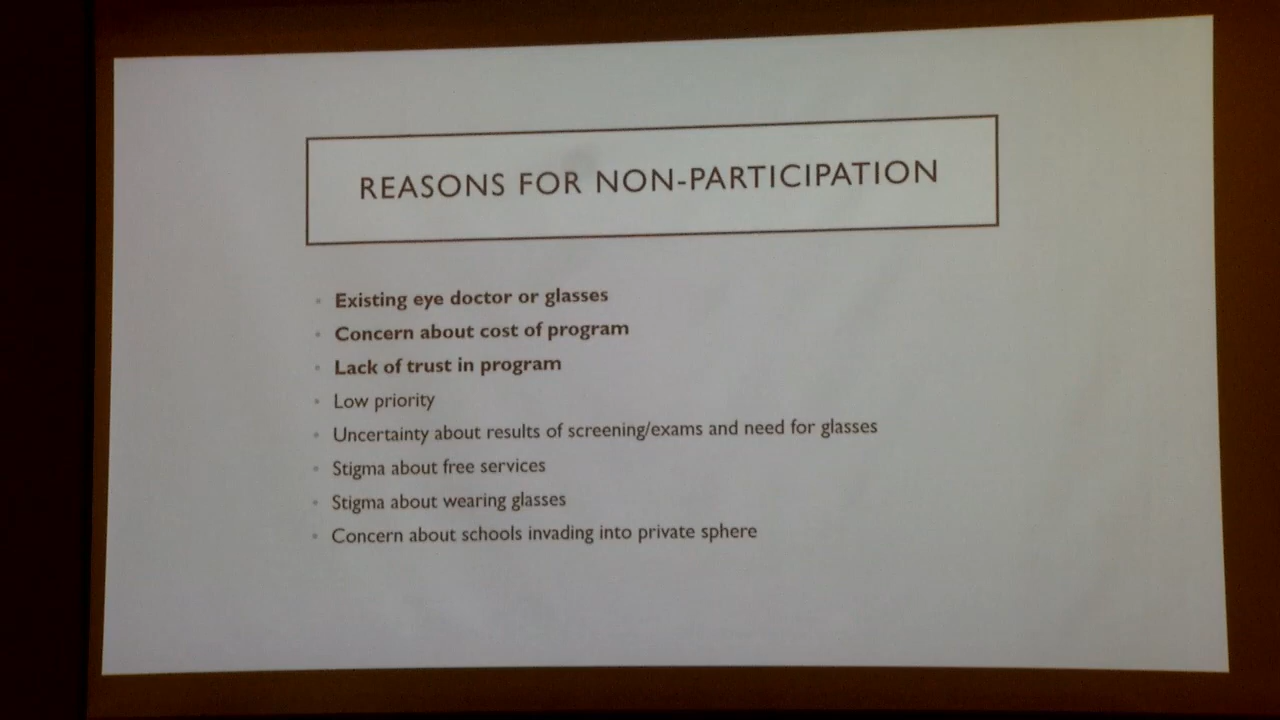 REASONS FOR NON-PARTICIPATION
Existing eye doctor or glasses
Concern about cost of program
Lack of trust in program
Low priority
Uncertainty about results of screening/exams and need for glasses
Stigma about free services
Stigma about wearing glasses
Concern about schools invading into private sphere